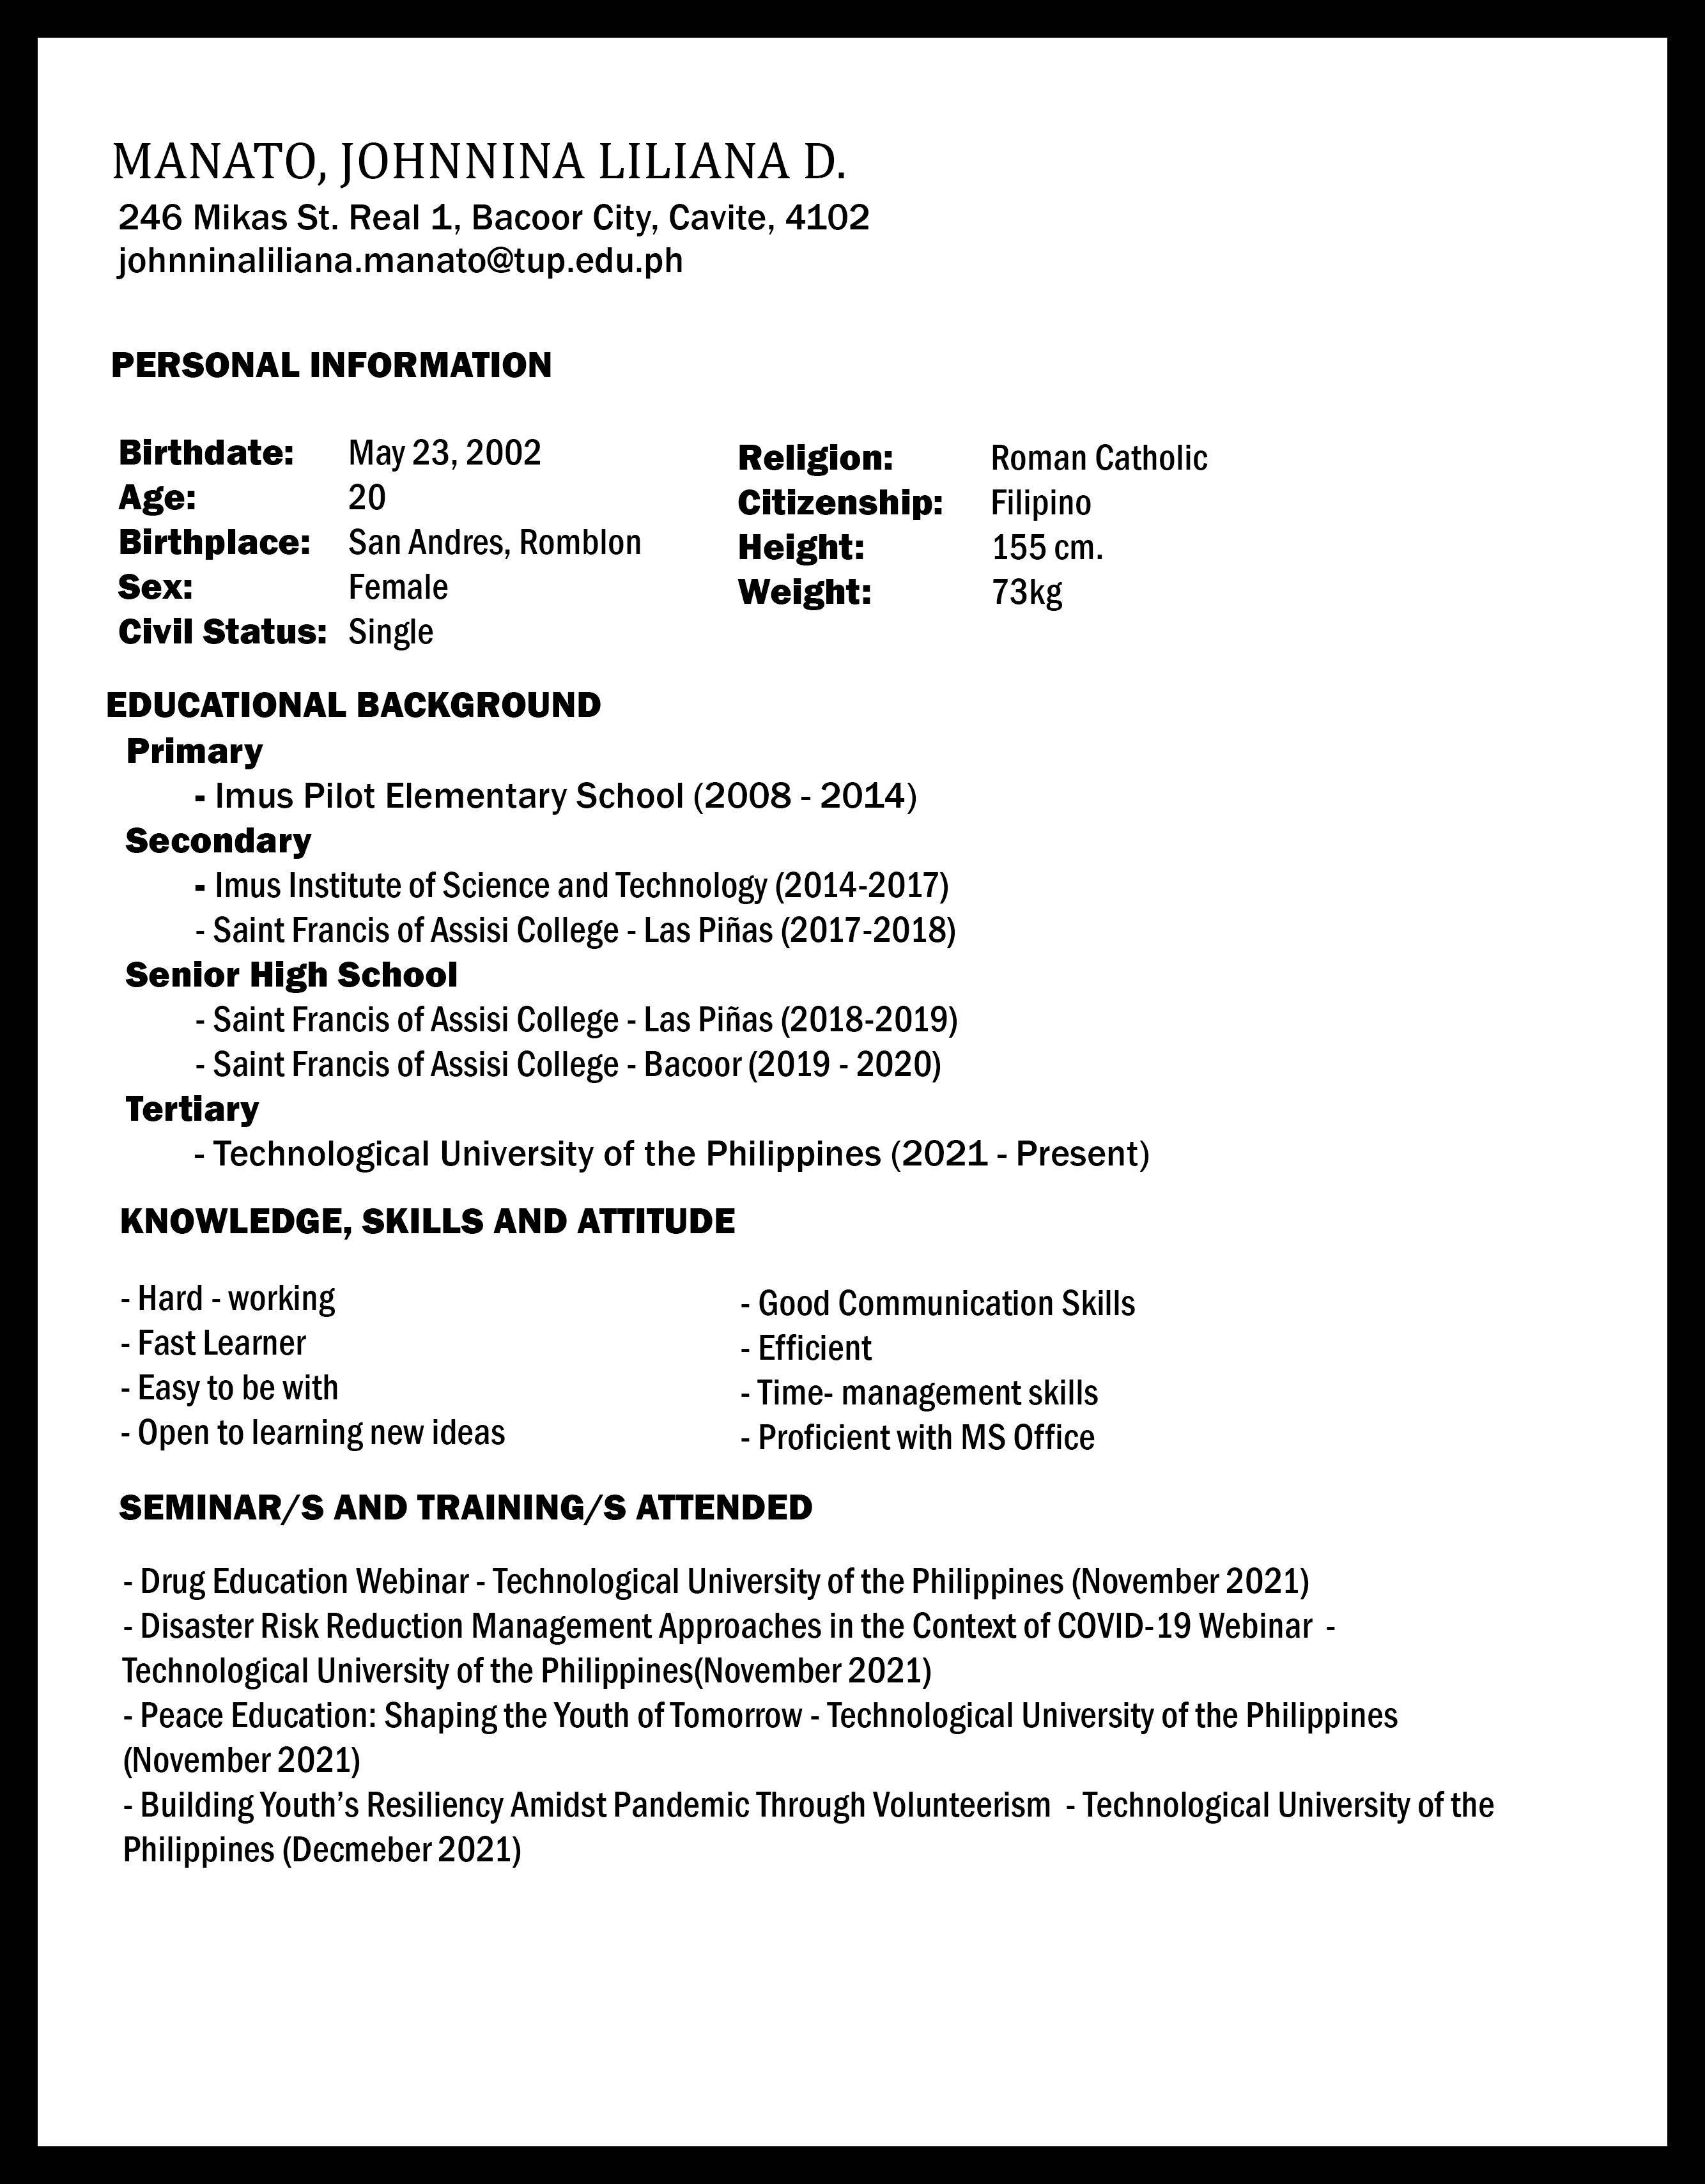 MANATO, JOHNNINA LILIANA D.
246 Mikas St. Real 1, Bacoor City, Cavite, 4102
johnninaliliana.manato@tup.edu.ph
PERSONAL INFORMATION
Birthdate: May 23, 2002
Age: 20
Birthplace: San Andres, Romblon
Sex: Female
Civil Status: Single
Religion: Roman Catholic
Citizenship: Filipino
Height: 155 cm.
Weight: 73kg
EDUCATIONAL BACKGROUND
Primary
- Imus Pilot Elementary School (2008 - 2014)
Secondary
- Imus Institute of Science and Technology (2014-2017)
- Saint Francis of Assisi College - Las Piñas (2017-2018)
Senior High School
- Saint Francis of Assisi College - Las Piñas (2018-2019)
- Saint Francis of Assisi College - Bacoor (2019 - 2020)
Tertiary
- Technological University of the Philippines (2021 - Present)
KNOWLEDGE, SKILLS AND ATTITUDE
- Hard - working
- Fast Learner
- Easy to be with
- Open to learning new ideas
- Good Communication Skills
- Efficient
- Time- management skills
- Proficient with MS Office
SEMINAR/S AND TRAINING/S ATTENDED
- Drug Education Webinar - Technological University of the Philippines (November 2021)
- Disaster Risk Reduction Management Approaches in the Context of COVID-19 Webinar  -
Technological University of the Philippines(November 2021)
- Peace Education: Shaping the Youth of Tomorrow - Technological University of the Philippines
(November 2021)
- Building Youth’s Resiliency Amidst Pandemic Through Volunteerism  - Technological University of the
Philippines (Decmeber 2021)